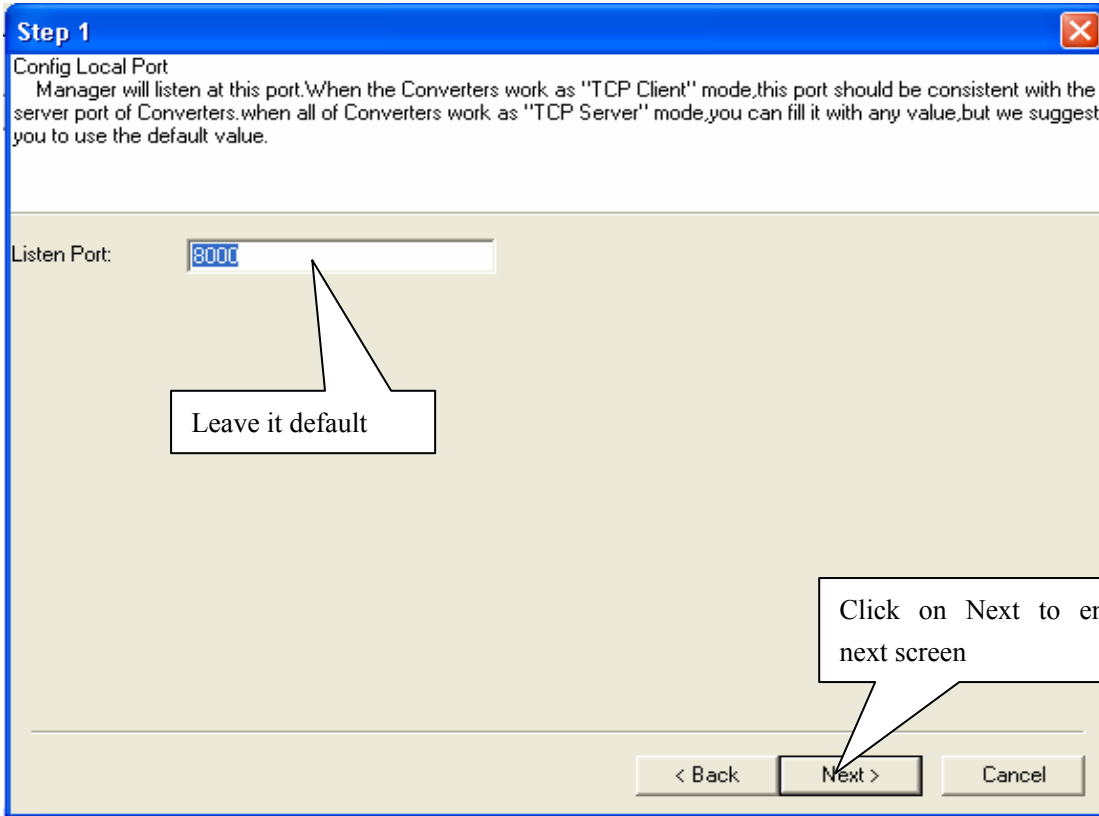 Step 1
Config Local Port
Manager will listen at this port.When the Converters work as "TCP Client" mode,this port should be consistent with the
server port of Converters.when all of Converters work as "TCP Server" mode,you can fill it with any value,but we suggest
you to use the default value.
Listen Port:
8000
Leave it default
Click on Next to
next screen
< Back
Next >
Cancel